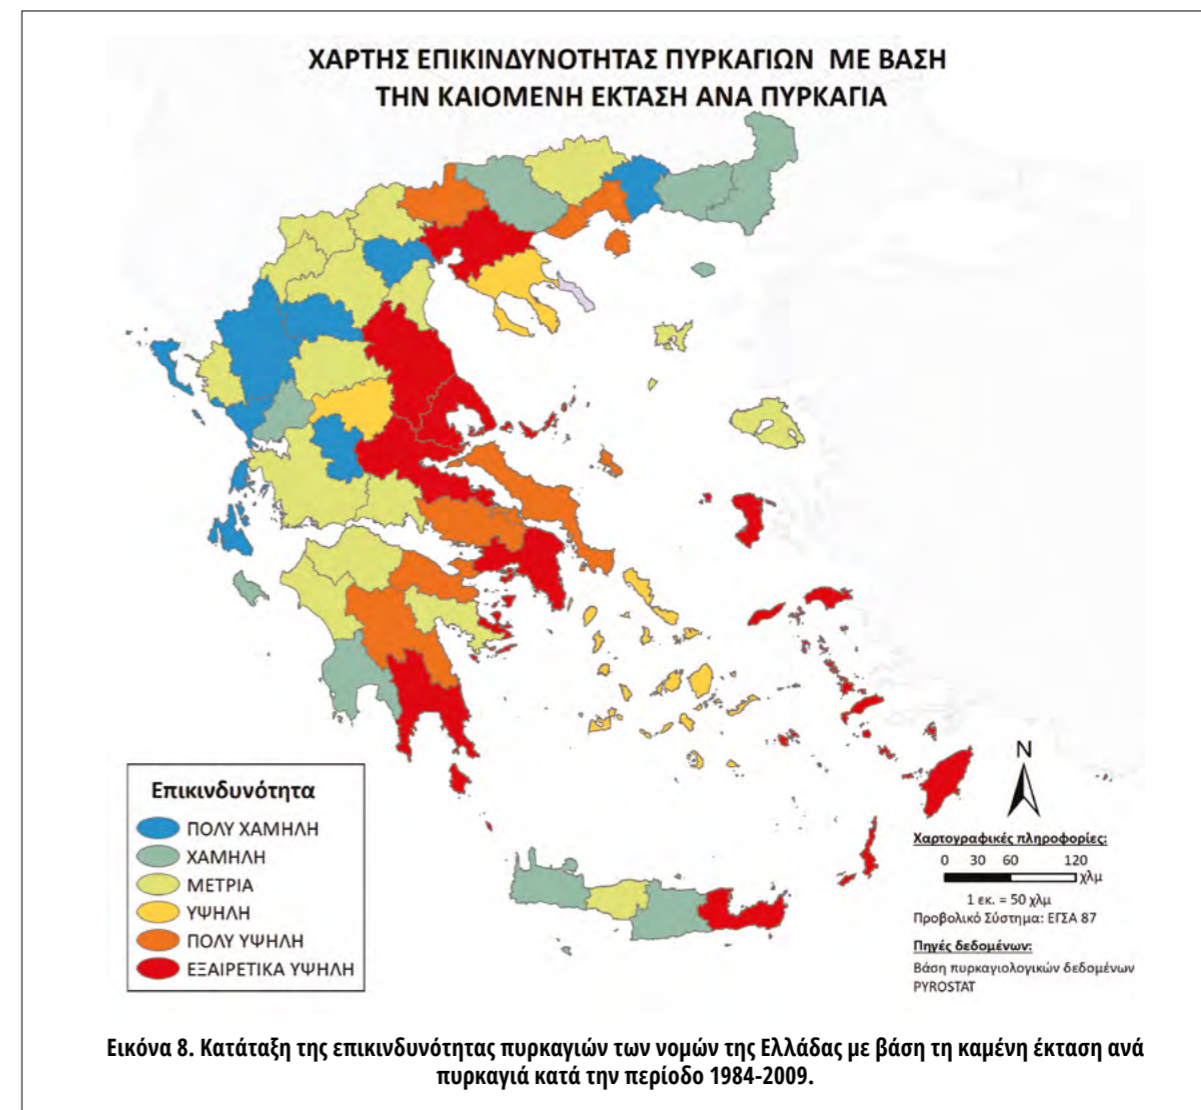 ΧΑΡΤΗΣ ΕΠΙΚΙΝΔΥΝΟΤΗΤΑΣ ΠΥΡΚΑΓΙΩΝ ΜΕ ΒΑΣΗ
ΤΗΝ ΚΑΙΟΜΕΝΗ ΕΚΤΑΣΗ ΑΝΑ ΠΥΡΚΑΓΙΑ
Επικινδυνότητα
ΠΟΛΥ ΧΑΜΗΛΗ
ΧΑΜΗΛΗ
ΜΕΤΡΙΑ
ΥΨΗΛΗ
ΠΟΛΥ ΥΨΗΛΗ
ΕΞΑΙΡΕΤΙΚΑ ΥΨΗΛΗ
N
Χαρτογραφικές πληροφορίες:
0 30 60 120
χλμ
1 εκ. = 50 χλμ
Προβολικό Σύστημα: ΕΓΣΑ 87
Πηγές δεδομένων:
Βάση πυρκαγιολογικών δεδομένων
PYROSTAT
Εικόνα 8. Κατάταξη της επικινδυνότητας πυρκαγιών των νομών της Ελλάδας με βάση τη καμένη έκταση ανά
πυρκαγιά κατά την περίοδο 1984-2009.